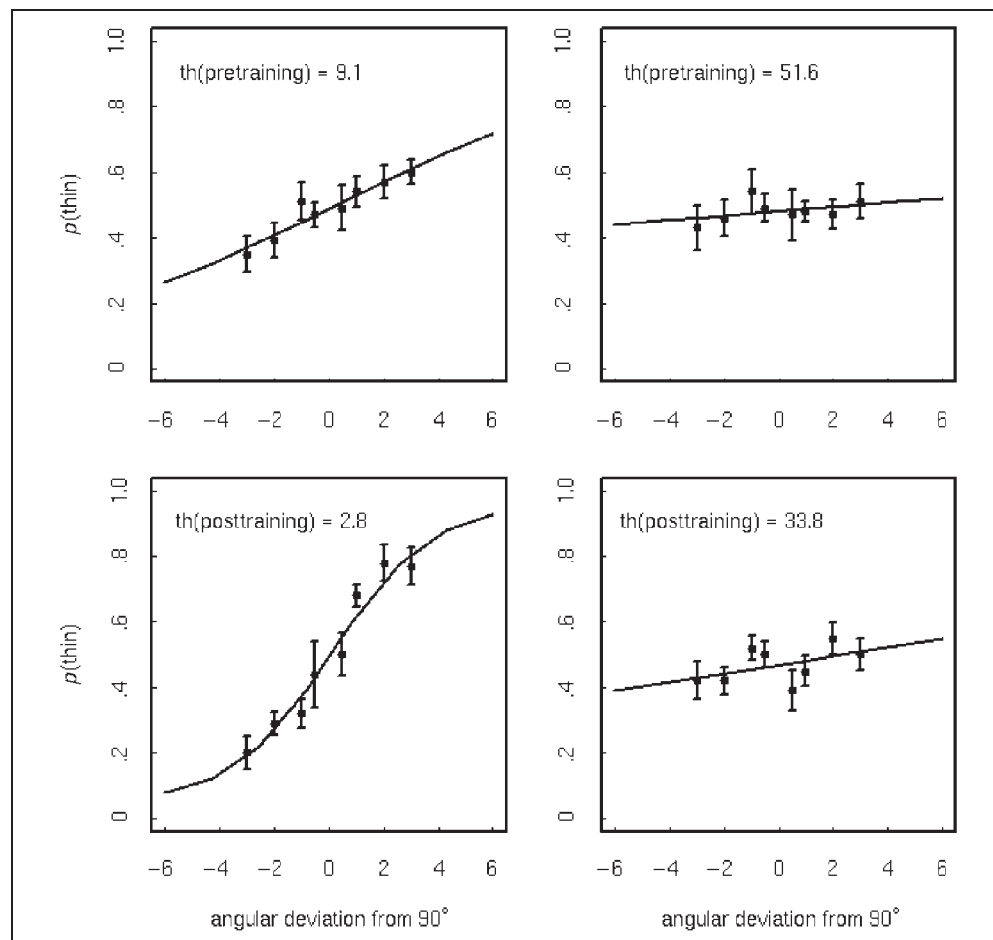 th(pretraining) = 9.1
p(thin)
1.0
.8
.6
.4
.2
0
−6 −4 −2 0 2 4 6
th(pretraining) = 51.6
1.0
.8
.6
.4
.2
0
−6 −4 −2 0 2 4 6
th(posttraining) = 2.8
p(thin)
1.0
.8
.6
.4
.2
0
−6 −4 −2 0 2 4 6
angular deviation from 90°
th(posttraining) = 33.8
1.0
.8
.6
.4
.2
0
−6 −4 −2 0 2 4 6
angular deviation from 90°